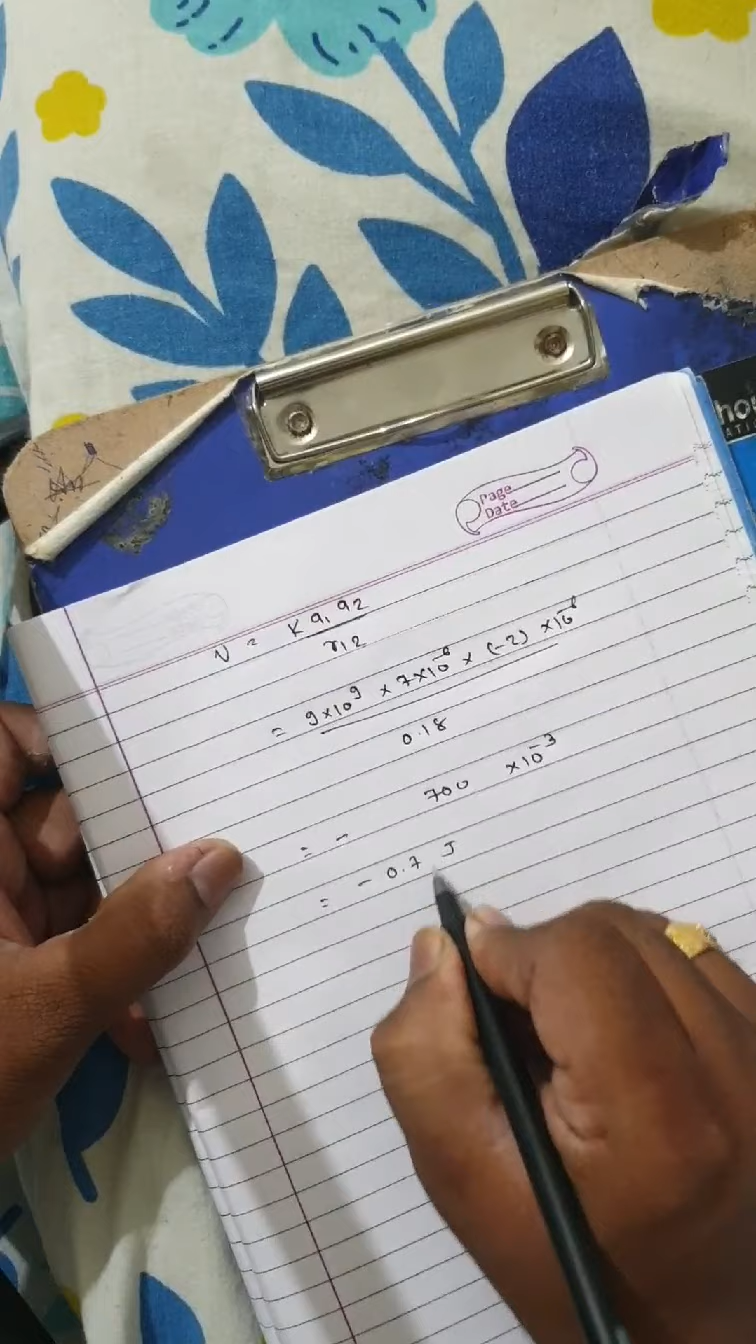 Page
Date
V = K q1 q2 / r12
= 9×10^9 × 7×10^-6 × (-2) ×10^-6 / 0.18
= - 700 ×10^-3
= - 0.7 J